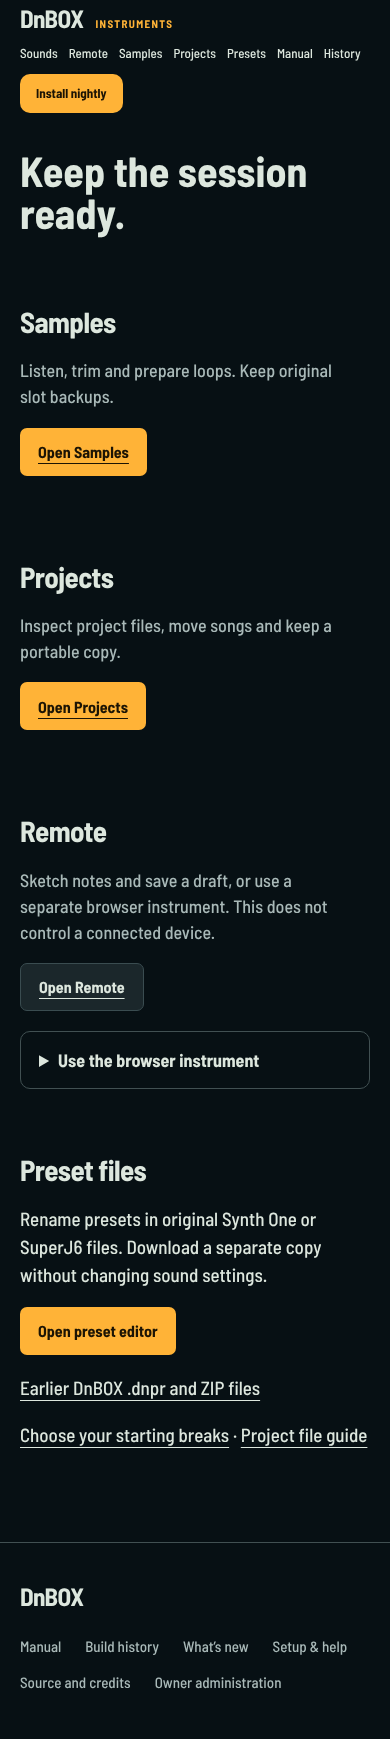 DnBOX INSTRUMENTS
Sounds Remote Samples Projects Presets Manual History
Install nightly
Keep the session
ready.
Samples
Listen, trim and prepare loops. Keep original
slot backups.
Open Samples
Projects
Inspect project files, move songs and keep a
portable copy.
Open Projects
Remote
Sketch notes and save a draft, or use a
separate browser instrument. This does not
control a connected device.
Open Remote
Use the browser instrument
Preset files
Rename presets in original Synth One or
SuperJ6 files. Download a separate copy
without changing sound settings.
Open preset editor
Earlier DnBOX .dnpr and ZIP files
Choose your starting breaks · Project file guide
DnBOX
Manual Build history What's new Setup & help
Source and credits Owner administration